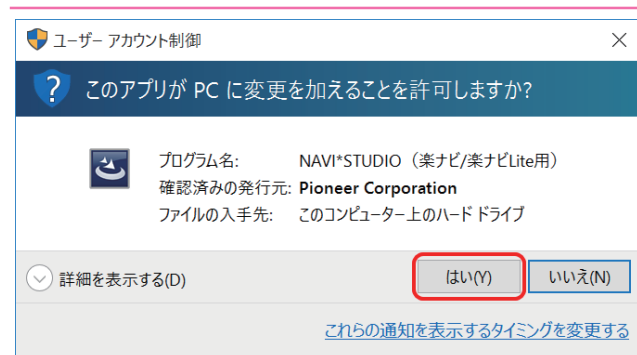 ユーザー アカウント制御
このアプリが PC に変更を加えることを許可しますか?
プログラム名: NAVI*STUDIO（楽ナビ/楽ナビLite用）
確認済みの発行元: Pioneer Corporation
ファイルの入手先: このコンピューター上のハード ドライブ
詳細を表示する(D) はい(Y) いいえ(N)
これらの通知を表示するタイミングを変更する